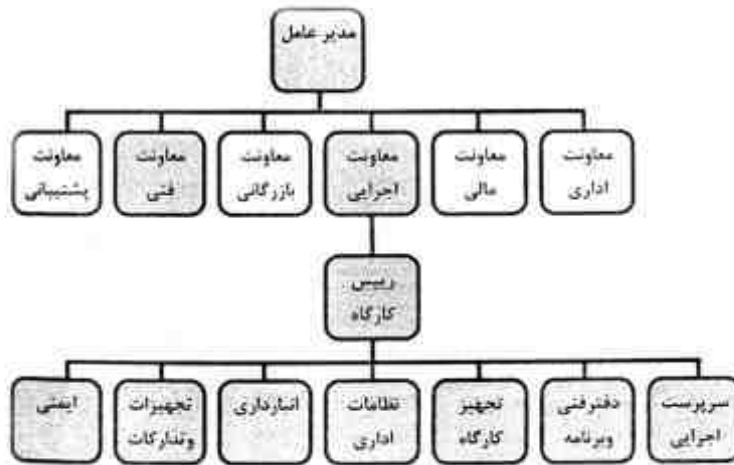 مدیر عامل
معاونت
اداری
معاونت
مالی
معاونت
اجرایی
معاونت
بازرگانی
معاونت
فنی
معاونت
پشتیبانی
رییس
کارگاه
سرپرست
اجرایی
دفترفنی
وبرنامه
تجهیز
کارگاه
نظامات
اداری
انبارداری
تجهیزات
وتدارکات
ایمنی